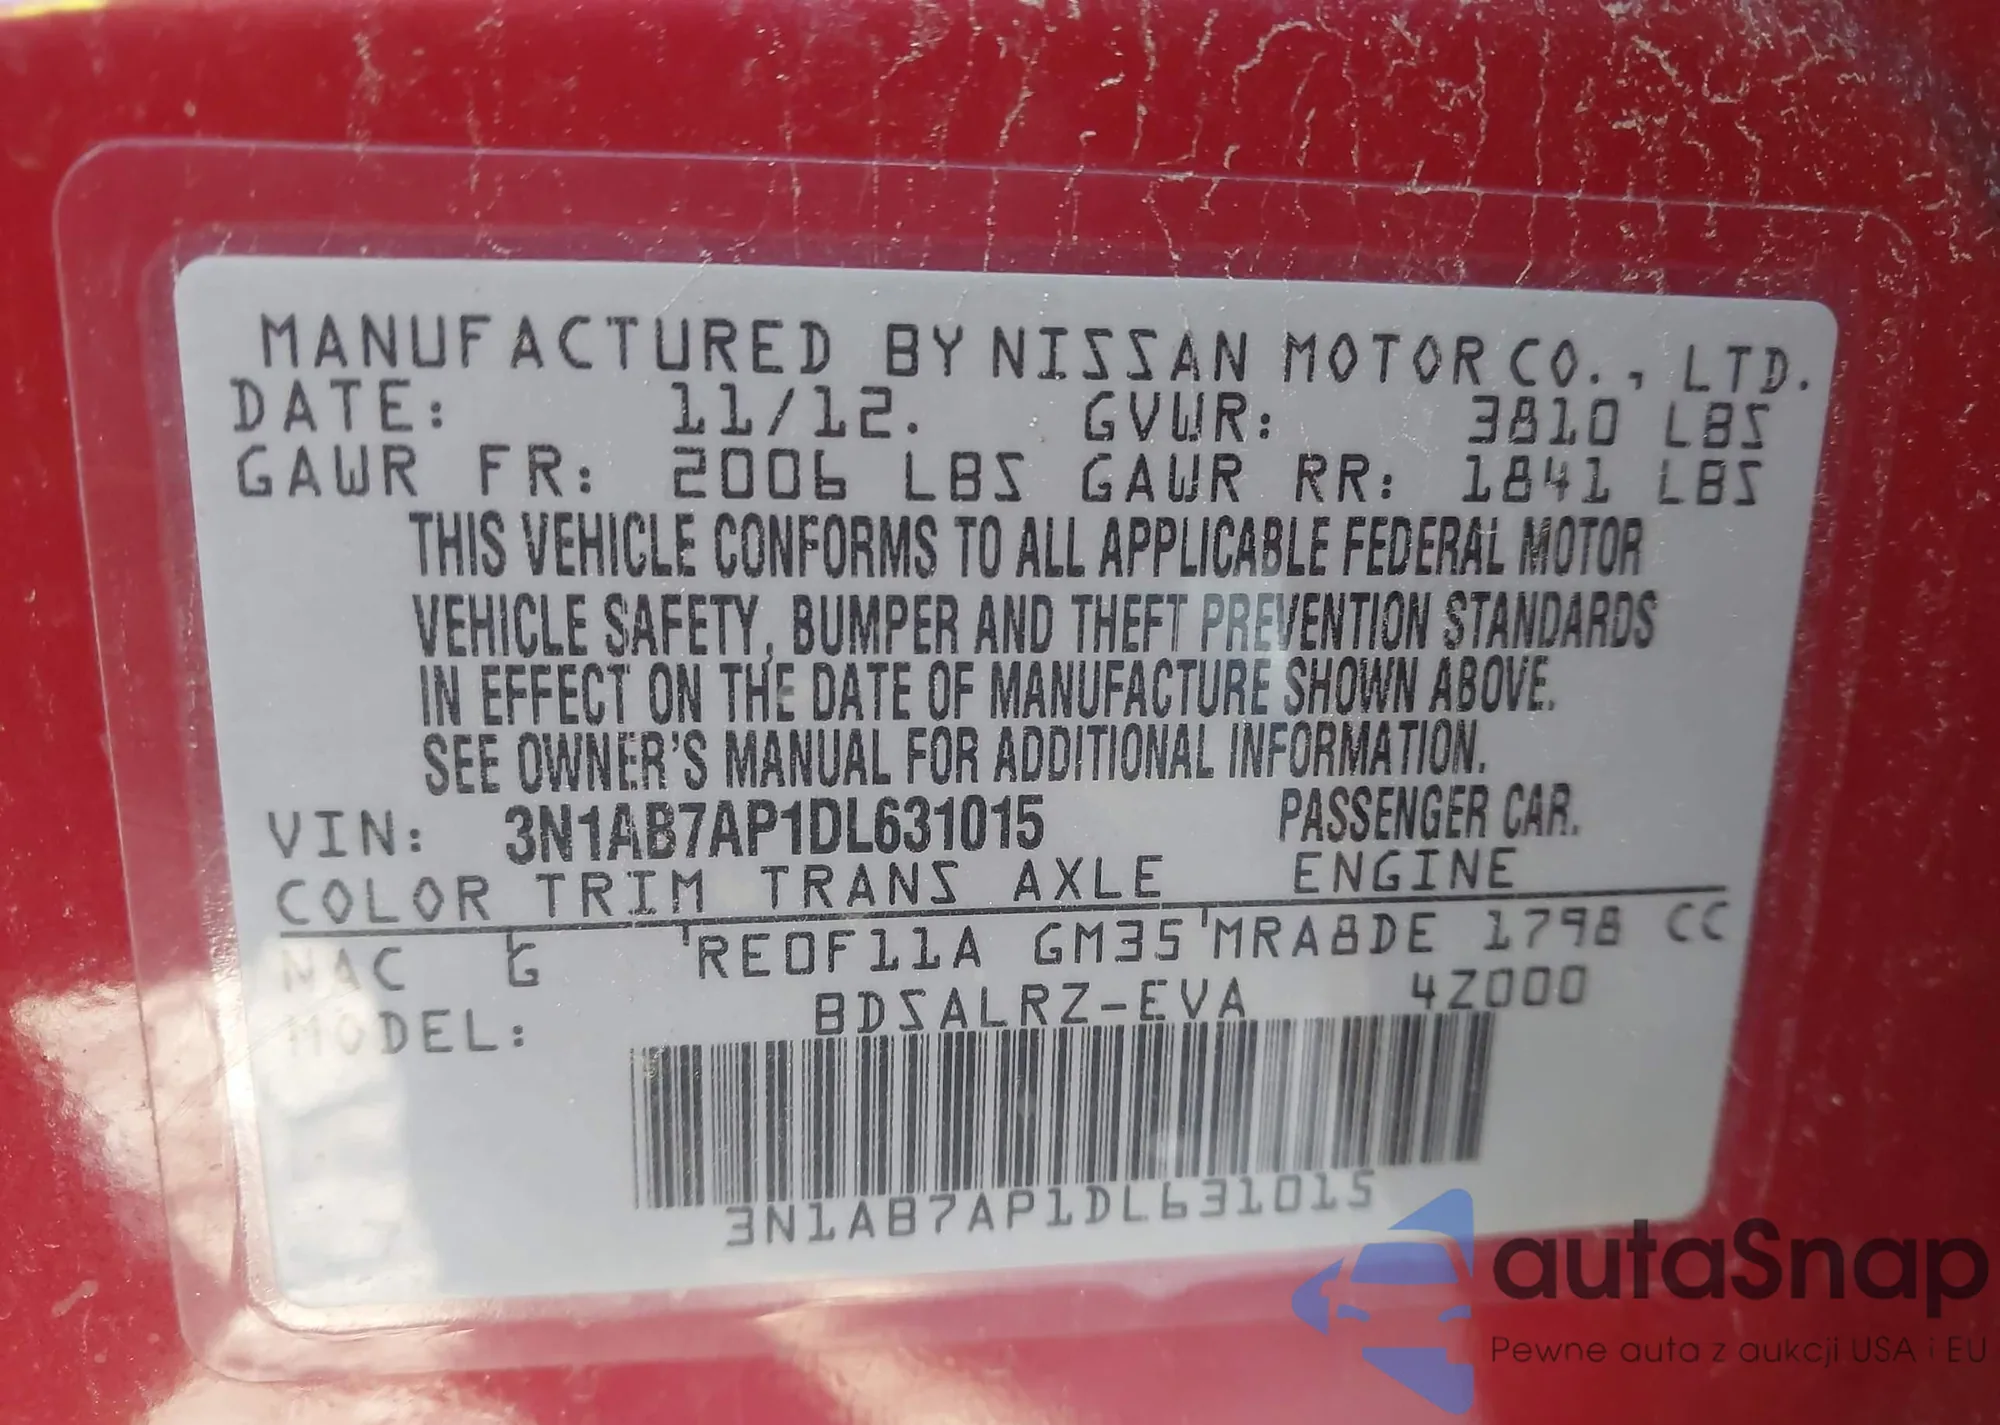 MANUFACTURED BY NISSAN MOTOR CO., LTD.
DATE: 11/12. GVWR: 3810 LBS
GAWR FR: 2006 LBS GAWR RR: 1841 LBS
THIS VEHICLE CONFORMS TO ALL APPLICABLE FEDERAL MOTOR
VEHICLE SAFETY, BUMPER AND THEFT PREVENTION STANDARDS
IN EFFECT ON THE DATE OF MANUFACTURE SHOWN ABOVE.
SEE OWNER'S MANUAL FOR ADDITIONAL INFORMATION.
VIN: 3N1AB7AP1DL631015 PASSENGER CAR.
COLOR TRIM TRANS AXLE ENGINE
NAC G RE0F11A GM35 MRA8DE 1798 CC
MODEL: BDSALRZ-EVA 4Z000
3N1AB7AP1DL631015
autaSnap
Pewne auta z aukcji USA i EU